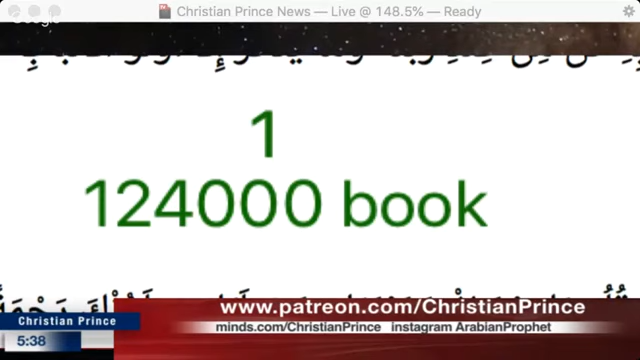 Christian Prince News — Live @ 148.5% — Ready
1
124000 book
www.patreon.com/ChristianPrince
minds.com/ChristianPrince instagram ArabianProphet
Christian Prince
5:38